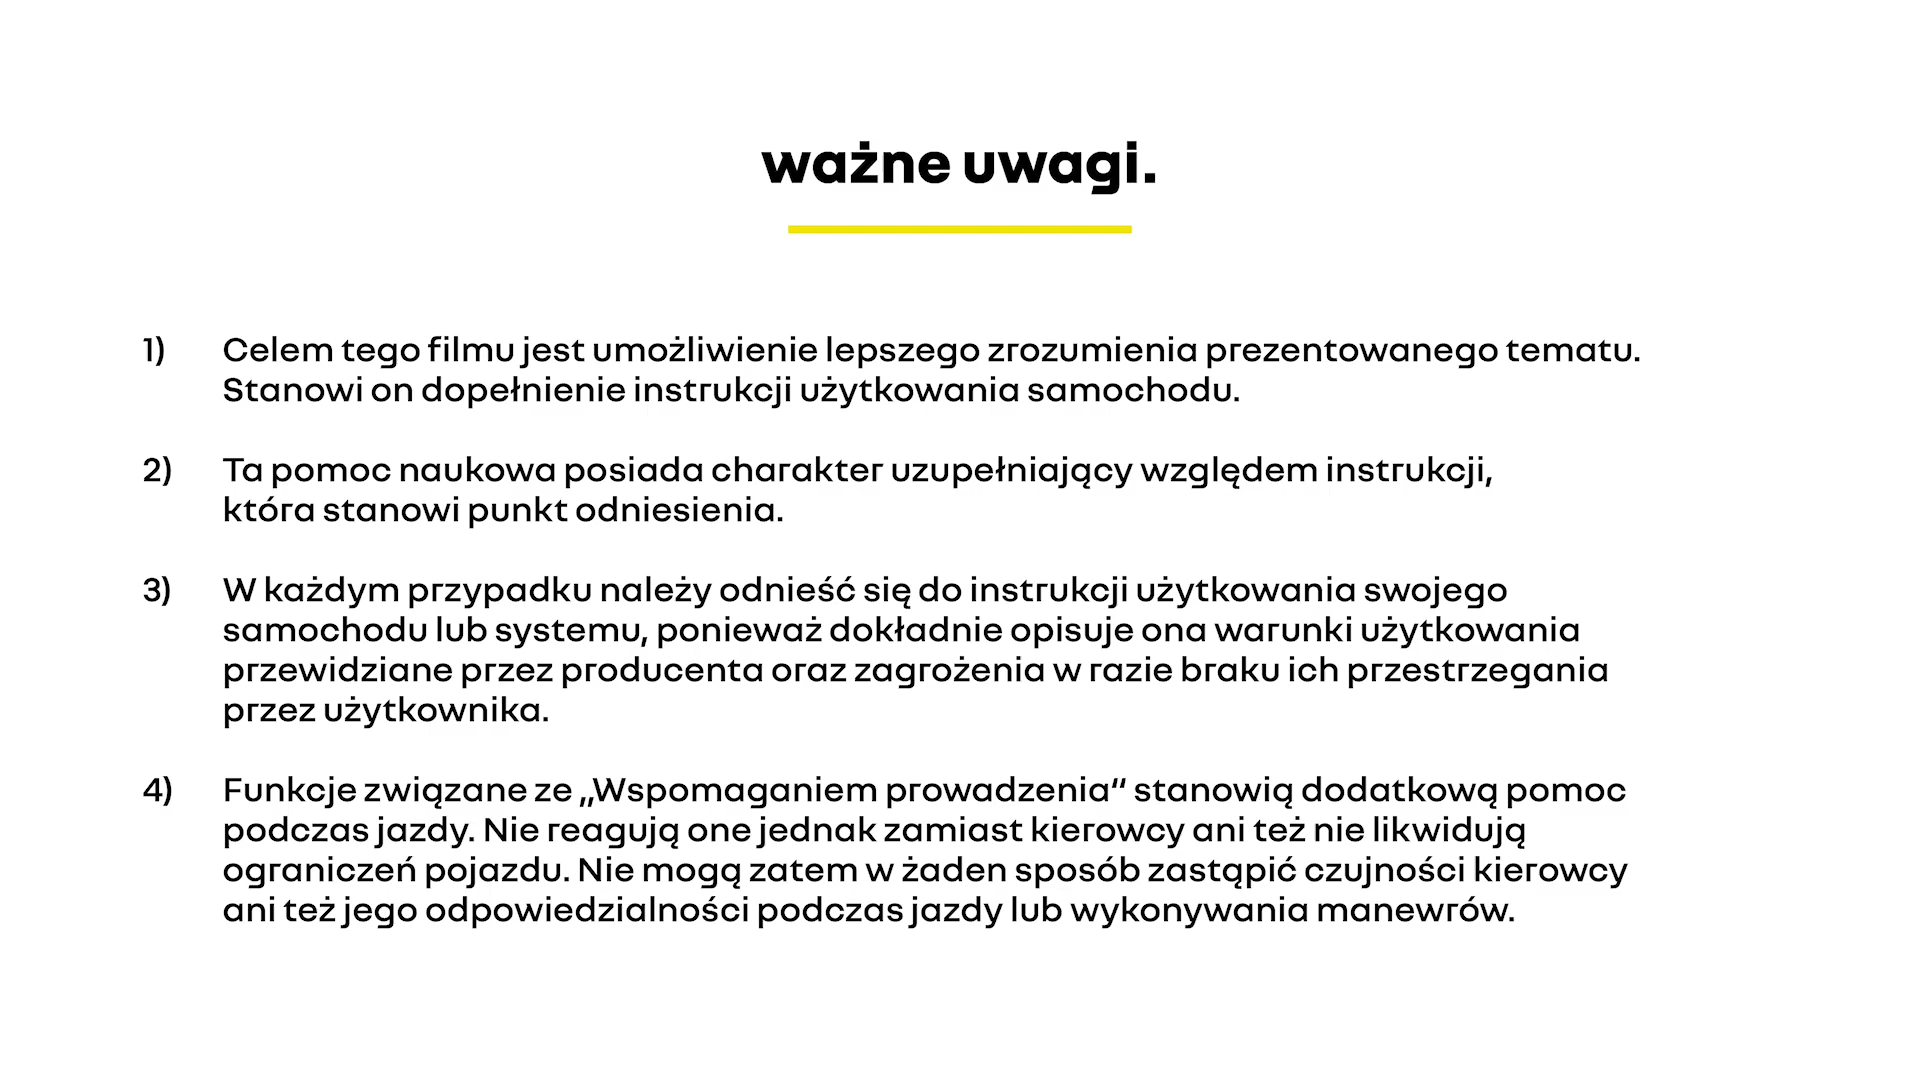 ważne uwagi.
1) Celem tego filmu jest umożliwienie lepszego zrozumienia prezentowanego tematu.
Stanowi on dopełnienie instrukcji użytkowania samochodu.
2) Ta pomoc naukowa posiada charakter uzupełniający względem instrukcji,
która stanowi punkt odniesienia.
3) W każdym przypadku należy odnieść się do instrukcji użytkowania swojego
samochodu lub systemu, ponieważ dokładnie opisuje ona warunki użytkowania
przewidziane przez producenta oraz zagrożenia w razie braku ich przestrzegania
przez użytkownika.
4) Funkcje związane ze „Wspomaganiem prowadzenia“ stanowią dodatkową pomoc
podczas jazdy. Nie reagują one jednak zamiast kierowcy ani też nie likwidują
ograniczeń pojazdu. Nie mogą zatem w żaden sposób zastąpić czujności kierowcy
ani też jego odpowiedzialności podczas jazdy lub wykonywania manewrów.